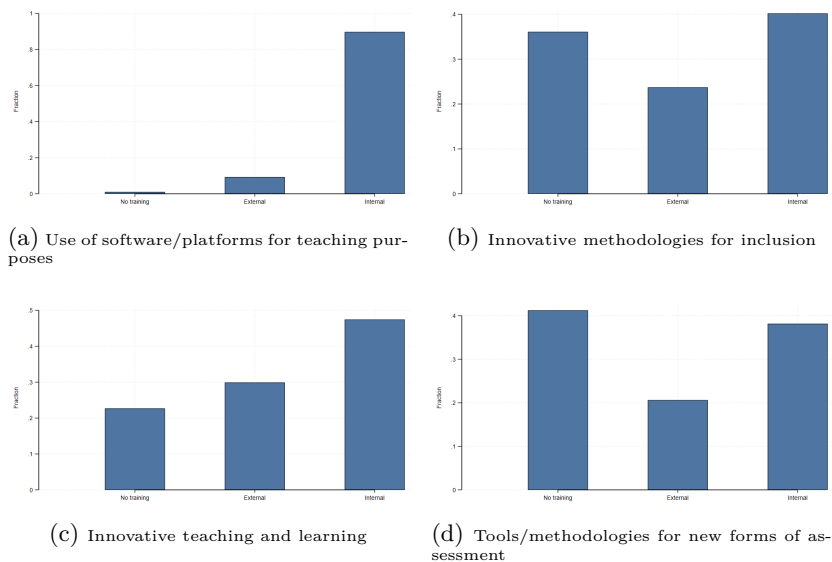 1
.8
.6
.4
.2
0
Fraction
No training External Internal
(a) Use of software/platforms for teaching pur-
poses
.4
.3
.2
.1
0
Fraction
No training External Internal
(b) Innovative methodologies for inclusion
.5
.4
.3
.2
.1
0
Fraction
No training External Internal
(c) Innovative teaching and learning
.4
.3
.2
.1
0
Fraction
No training External Internal
(d) Tools/methodologies for new forms of as-
sessment